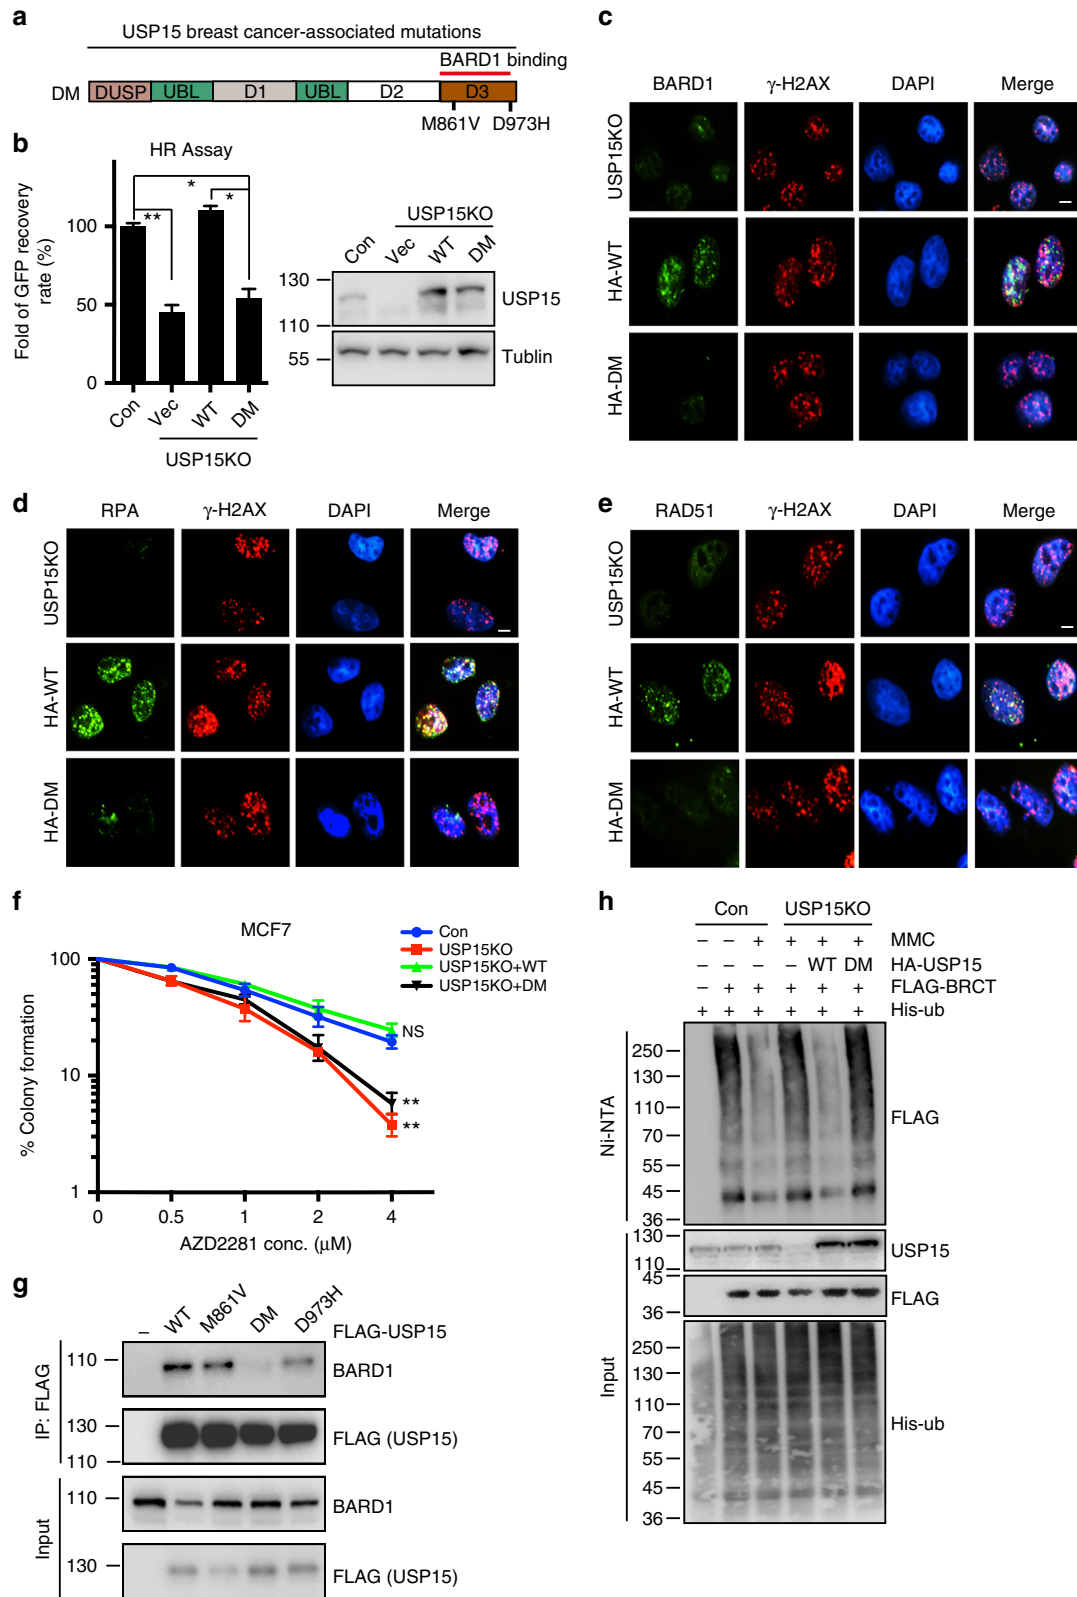 a
USP15 breast cancer-associated mutations
BARD1 binding
DM DUSP UBL D1 UBL D2 D3
M861V D973H
b
HR Assay
Fold of GFP recovery rate (%)
100
50
0
* ** *
Con Vec WT DM
USP15KO
USP15KO
Con Vec WT DM
130
110
USP15
55
Tublin
c
BARD1 γ-H2AX DAPI Merge
USP15KO
HA-WT
HA-DM
d
RPA γ-H2AX DAPI Merge
USP15KO
HA-WT
HA-DM
e
RAD51 γ-H2AX DAPI Merge
USP15KO
HA-WT
HA-DM
f
MCF7
Con
USP15KO
USP15KO+WT
USP15KO+DM
% Colony formation
100
10
1
NS
**
**
0 0.5 1 2 4
AZD2281 conc. (μM)
g
– WT M861V DM D973H FLAG-USP15
IP: FLAG
110 BARD1
130
110
FLAG (USP15)
Input
110 BARD1
130 FLAG (USP15)
h
Con USP15KO
– – + + + + MMC
– – – – WT DM HA-USP15
– + + + + + FLAG-BRCT
+ + + + + + His-ub
Ni-NTA
250
130
110
70
55
45
36
FLAG
Input
130
110
USP15
45
36
FLAG
250
130
110
70
55
45
36
His-ub